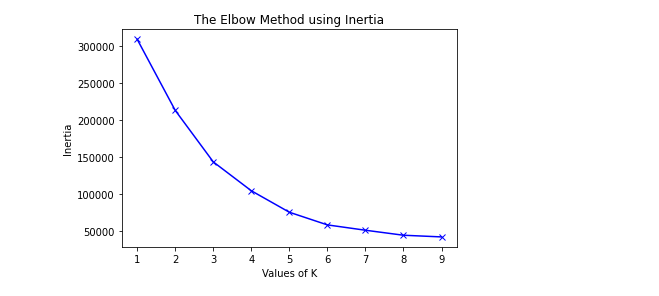 The Elbow Method using Inertia
300000
250000
200000
150000
100000
50000
Inertia
1 2 3 4 5 6 7 8 9
Values of K